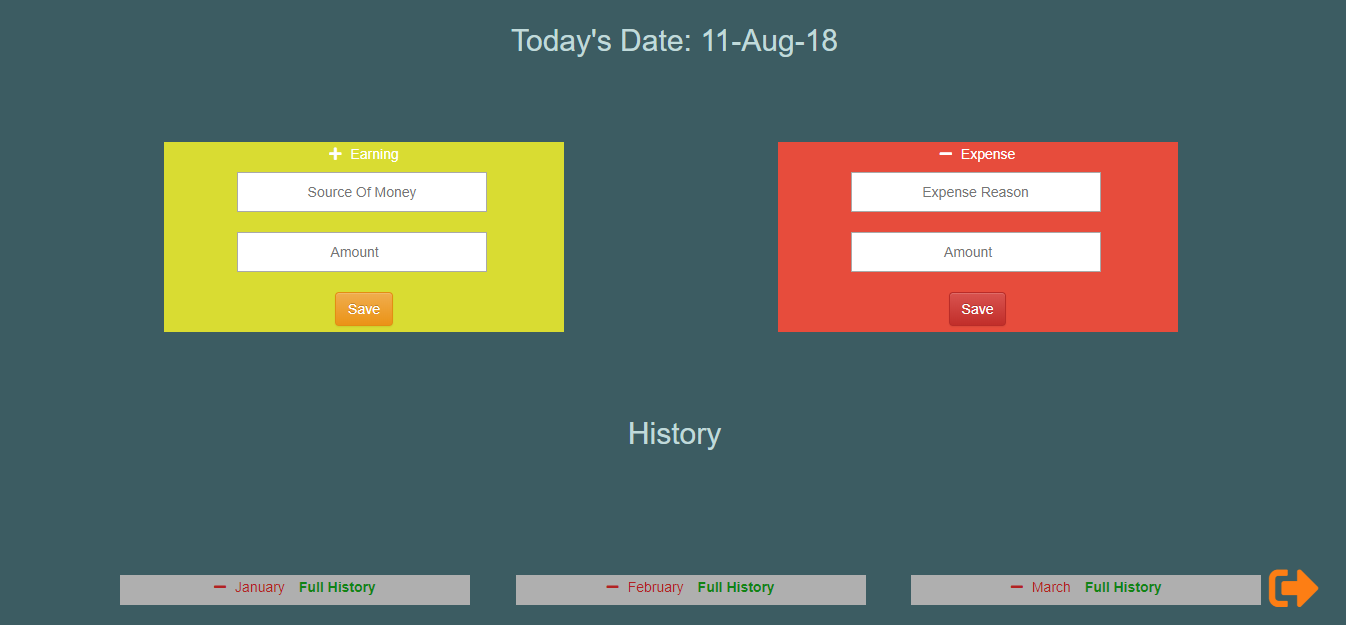 Today's Date: 11-Aug-18
Earning
Source Of Money
Amount
Save
Expense
Expense Reason
Amount
Save
History
January Full History
February Full History
March Full History